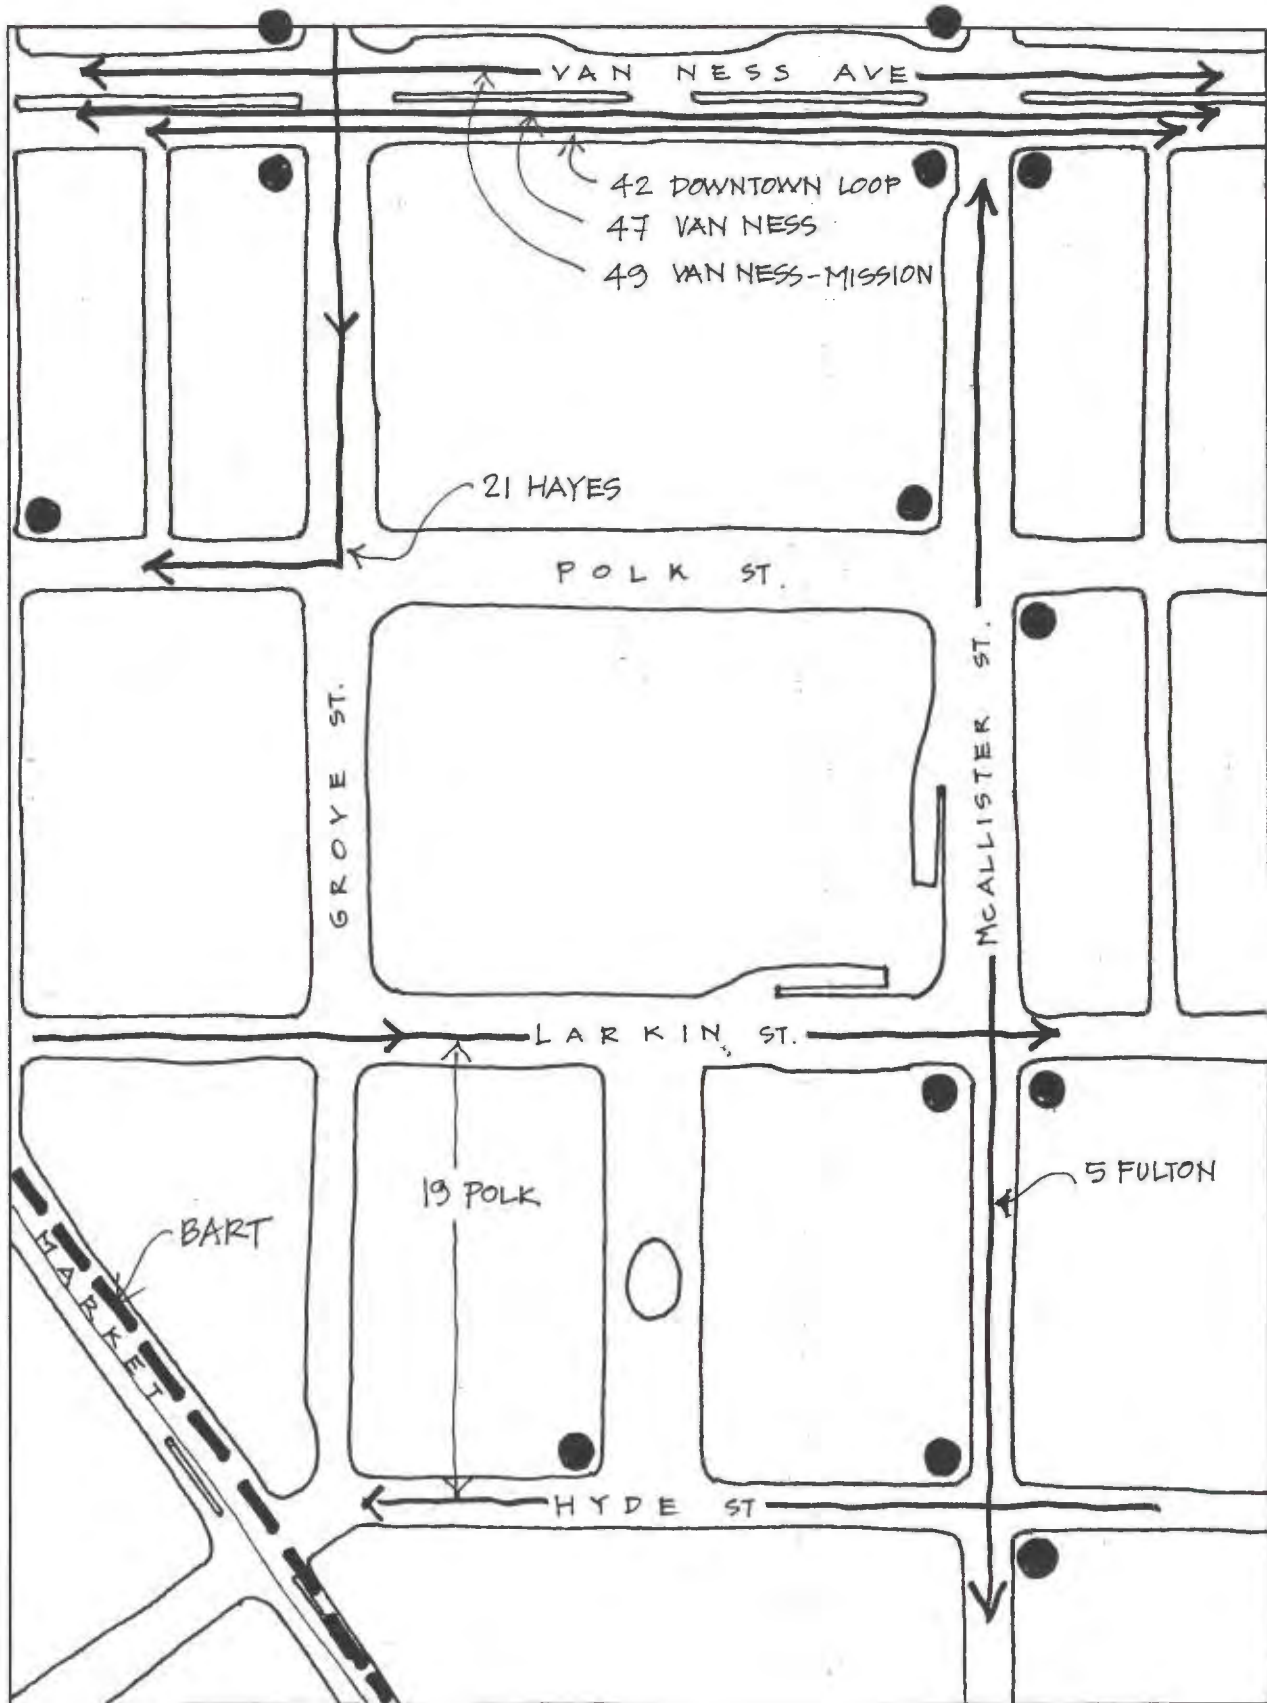 VAN NESS AVE
42 DOWNTOWN LOOP
47 VAN NESS
49 VAN NESS-MISSION
21 HAYES
POLK ST.
GROVE ST.
McALLISTER ST.
LARKIN ST.
19 POLK
5 FULTON
BART
MARKET
HYDE ST